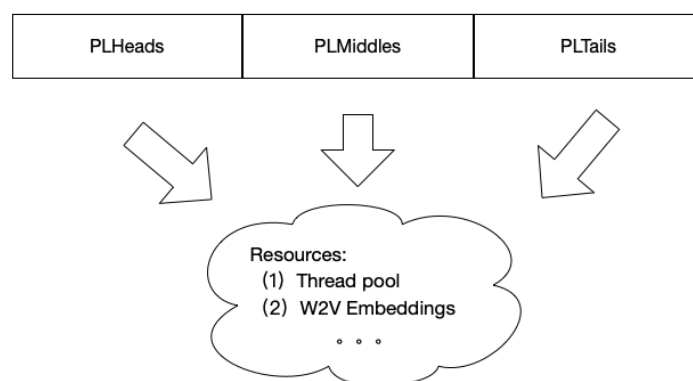 PLHeads
PLMiddles
PLTails
Resources:
(1) Thread pool
(2) W2V Embeddings
。。。